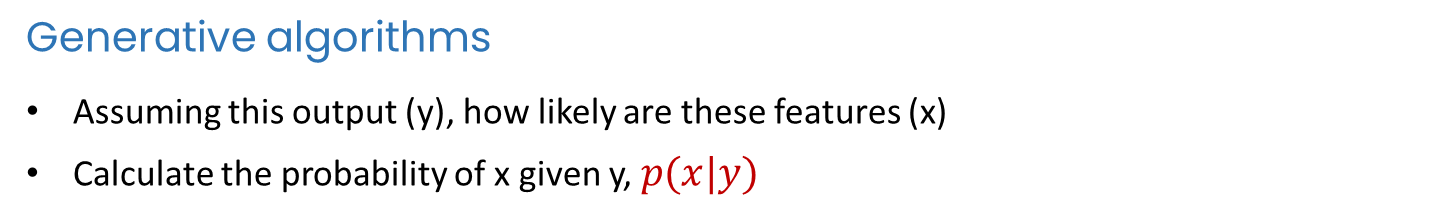 Generative algorithms
• Assuming this output (y), how likely are these features (x)
• Calculate the probability of x given y, p(x|y)